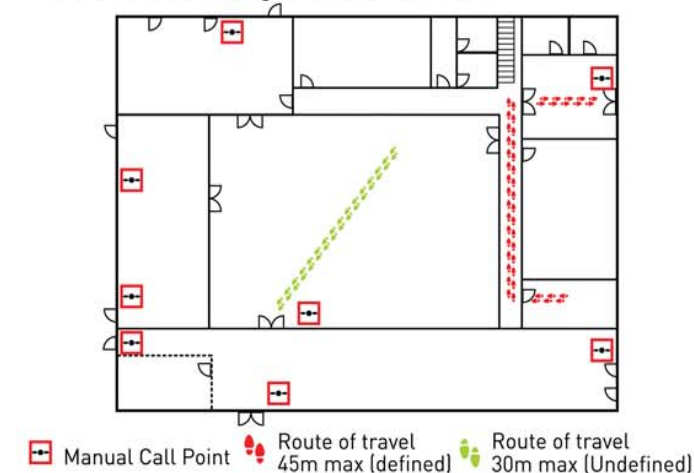 Manual Call Point
Route of travel
45m max (defined)
Route of travel
30m max (Undefined)